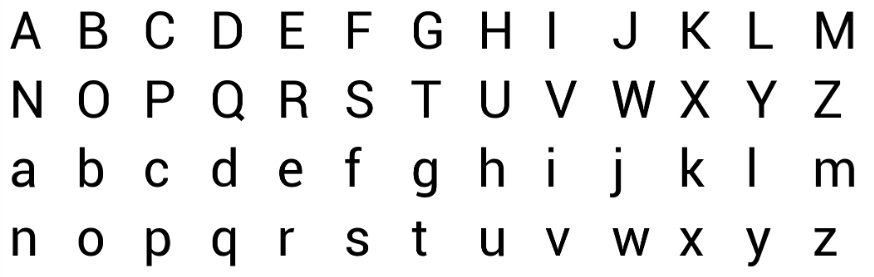 A B C D E F G H I J K L M
N O P Q R S T U V W X Y Z
a b c d e f g h i j k l m
n o p q r s t u v w x y z